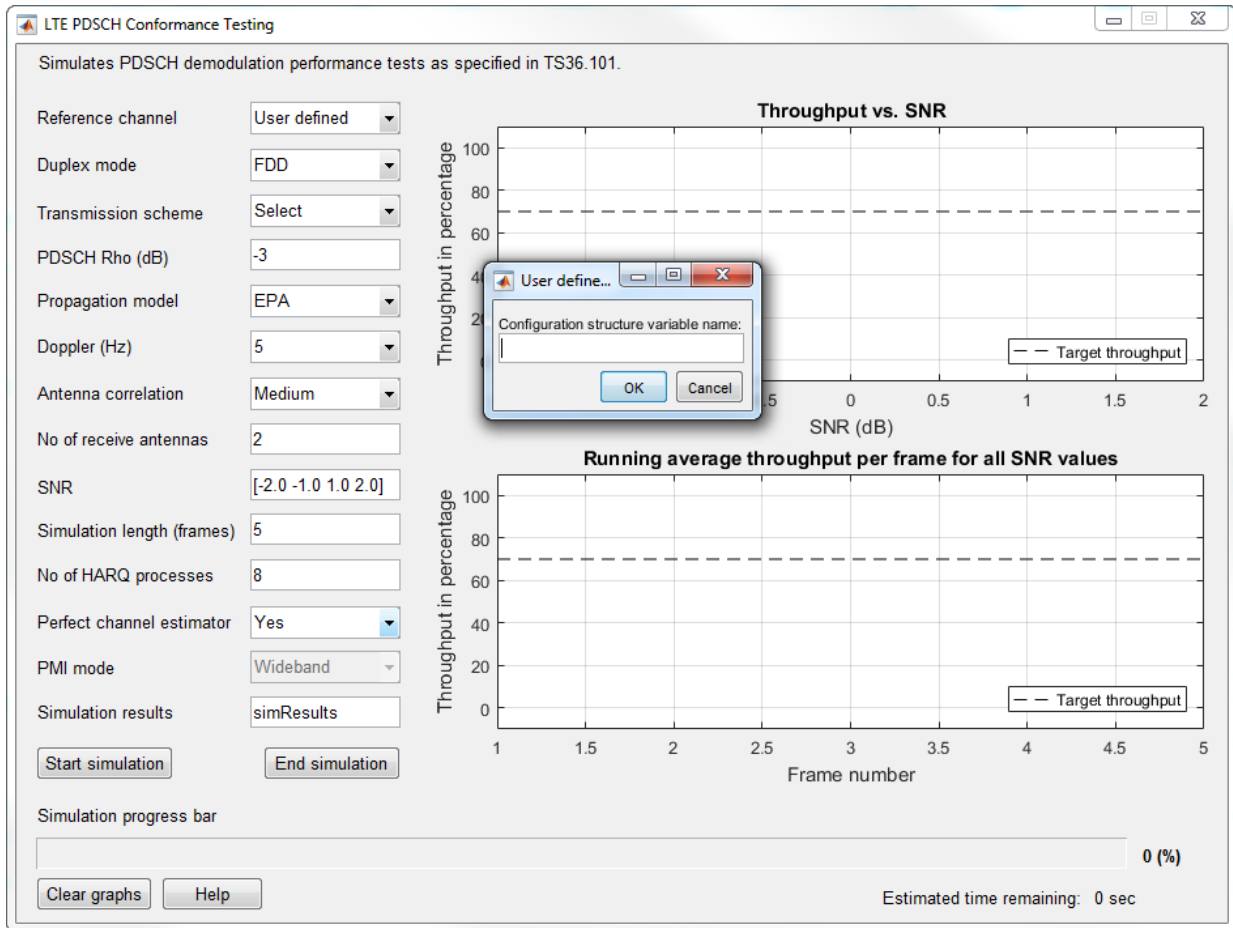 LTE PDSCH Conformance Testing
Simulates PDSCH demodulation performance tests as specified in TS36.101.
Reference channel User defined
Duplex mode FDD
Transmission scheme Select
PDSCH Rho (dB) -3
Propagation model EPA
Doppler (Hz) 5
Antenna correlation Medium
No of receive antennas 2
SNR [-2.0 -1.0 1.0 2.0]
Simulation length (frames) 5
No of HARQ processes 8
Perfect channel estimator Yes
PMI mode Wideband
Simulation results simResults
Start simulation End simulation
Throughput vs. SNR
Throughput in percentage
100
80
60
Target throughput
0 0.5 1 1.5 2
SNR (dB)
User define...
Configuration structure variable name:
OK Cancel
Running average throughput per frame for all SNR values
Throughput in percentage
100
80
60
40
20
0
Target throughput
1 1.5 2 2.5 3 3.5 4 4.5 5
Frame number
Simulation progress bar
0 (%)
Clear graphs Help
Estimated time remaining: 0 sec